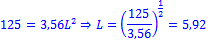 125 = 3,56L² ⇒ L = (125/3,56)^(1/2) = 5,92